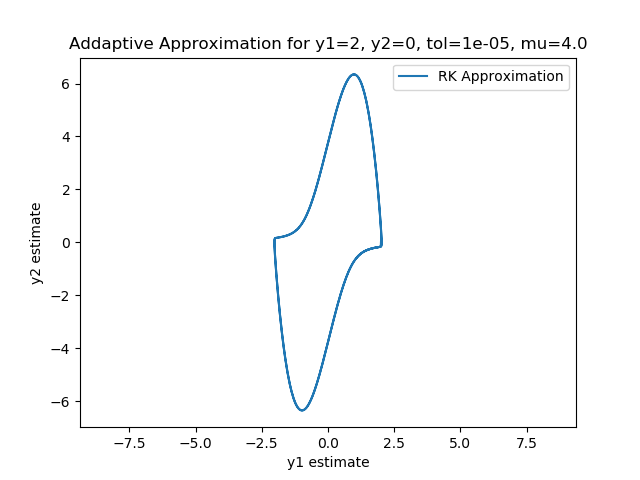 Addaptive Approximation for y1=2, y2=0, tol=1e-05, mu=4.0
RK Approximation
6
4
2
0
−2
−4
−6
y2 estimate
−7.5 −5.0 −2.5 0.0 2.5 5.0 7.5
y1 estimate